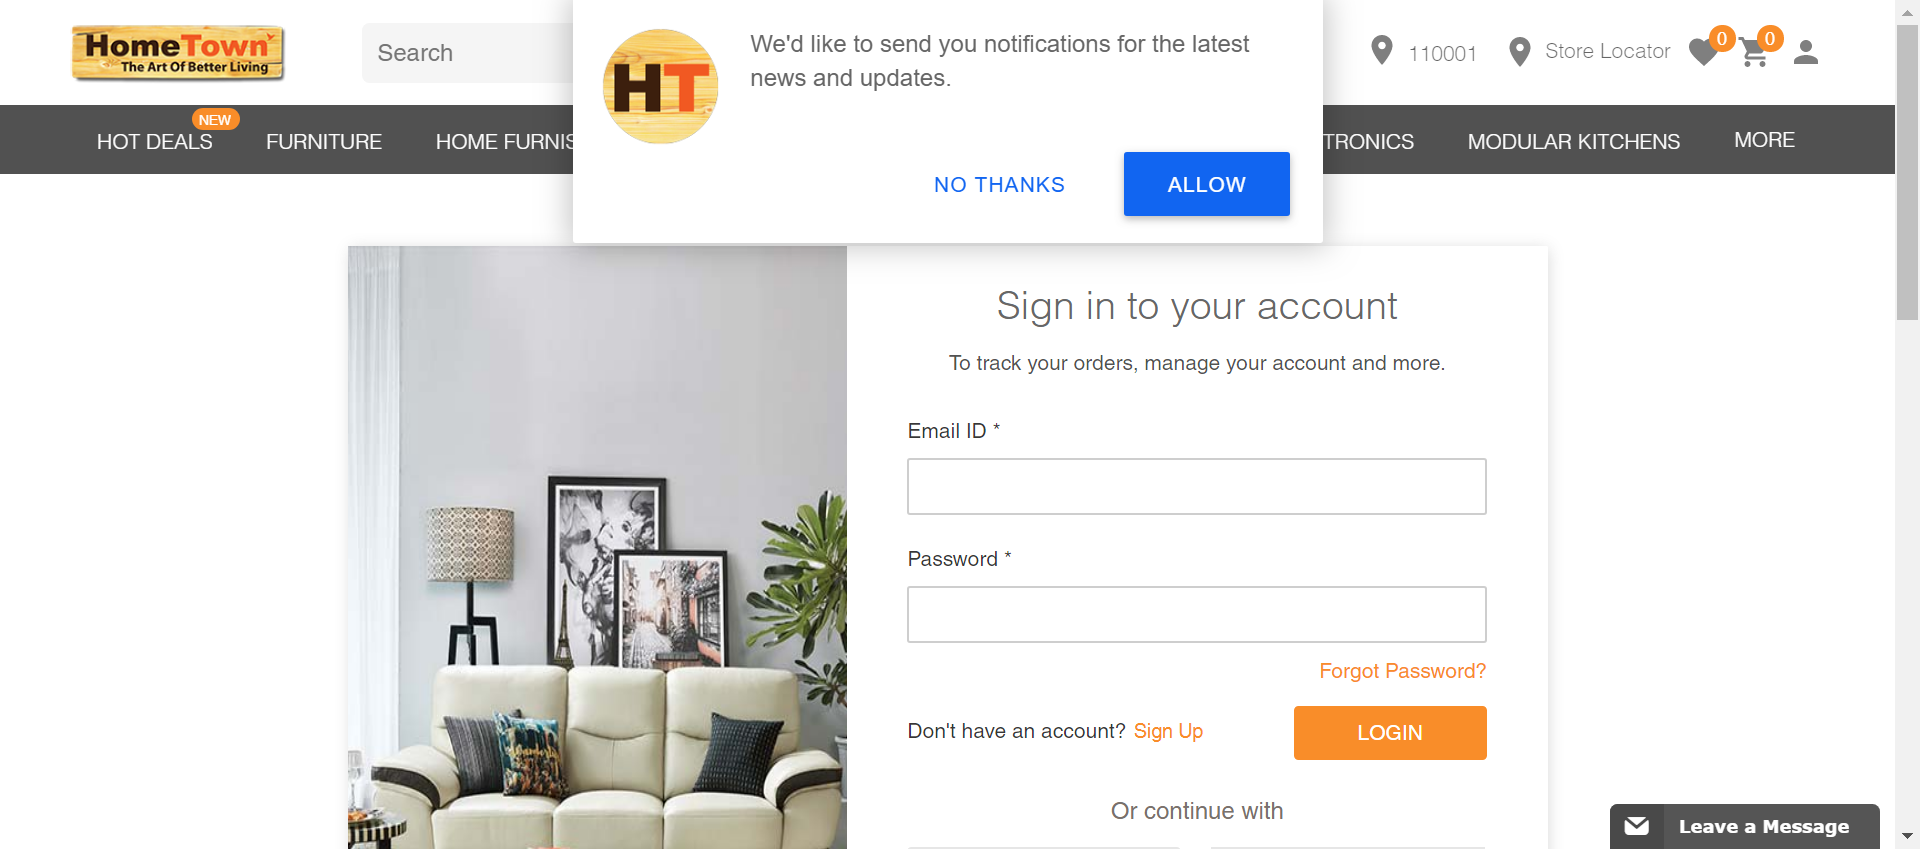 HomeTown
The Art Of Better Living
Search
HT
We'd like to send you notifications for the latest
news and updates.
NO THANKS
ALLOW
110001
Store Locator
0
0
HOT DEALS
NEW
FURNITURE
HOME FURNIS
TRONICS
MODULAR KITCHENS
MORE
Sign in to your account
To track your orders, manage your account and more.
Email ID *
Password *
Forgot Password?
Don't have an account? Sign Up
LOGIN
Or continue with
Leave a Message